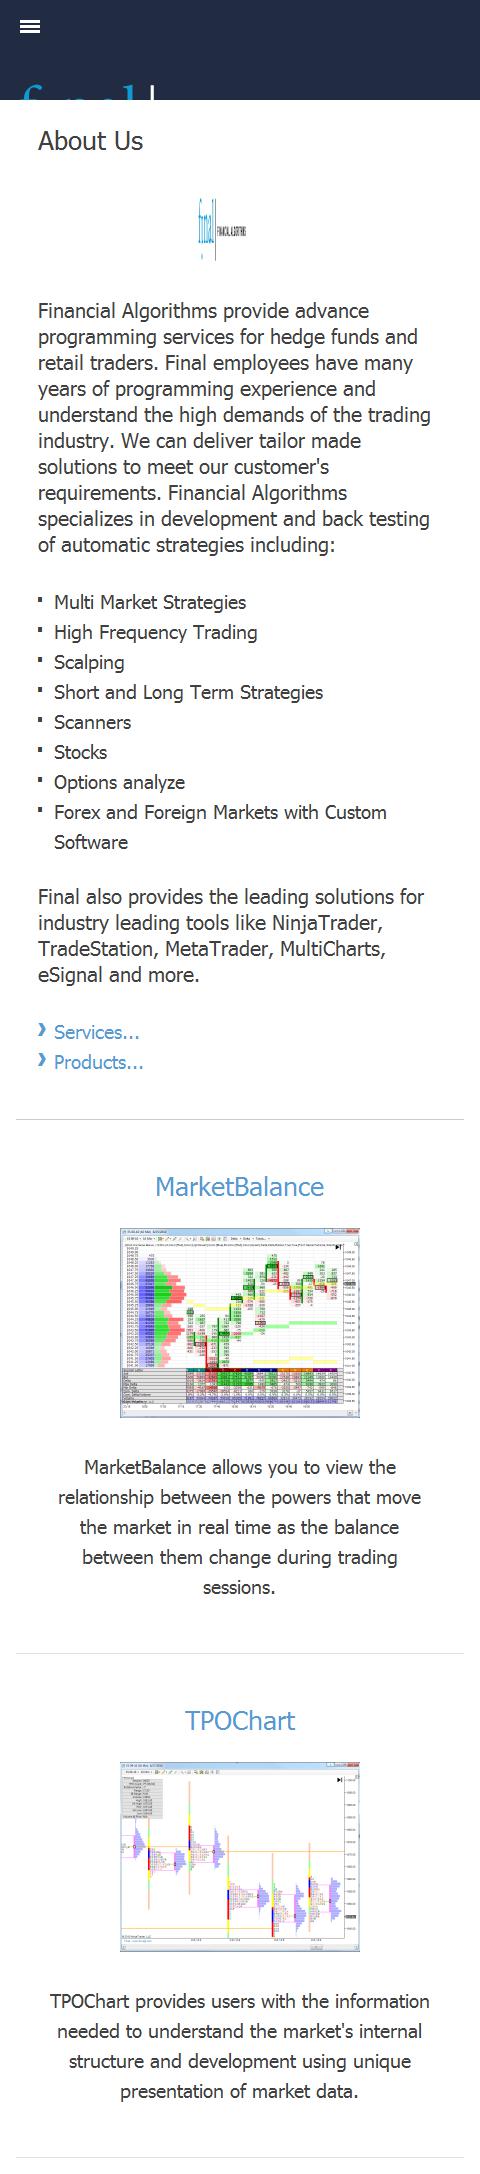 final
About Us
final FINANCIAL ALGORITHMS
Financial Algorithms provide advance
programming services for hedge funds and
retail traders. Final employees have many
years of programming experience and
understand the high demands of the trading
industry. We can deliver tailor made
solutions to meet our customer's
requirements. Financial Algorithms
specializes in development and back testing
of automatic strategies including:
Multi Market Strategies
High Frequency Trading
Scalping
Short and Long Term Strategies
Scanners
Stocks
Options analyze
Forex and Foreign Markets with Custom
Software
Final also provides the leading solutions for
industry leading tools like NinjaTrader,
TradeStation, MetaTrader, MultiCharts,
eSignal and more.
Services...
Products...
MarketBalance
MarketBalance allows you to view the
relationship between the powers that move
the market in real time as the balance
between them change during trading
sessions.
TPOChart
TPOChart provides users with the information
needed to understand the market's internal
structure and development using unique
presentation of market data.